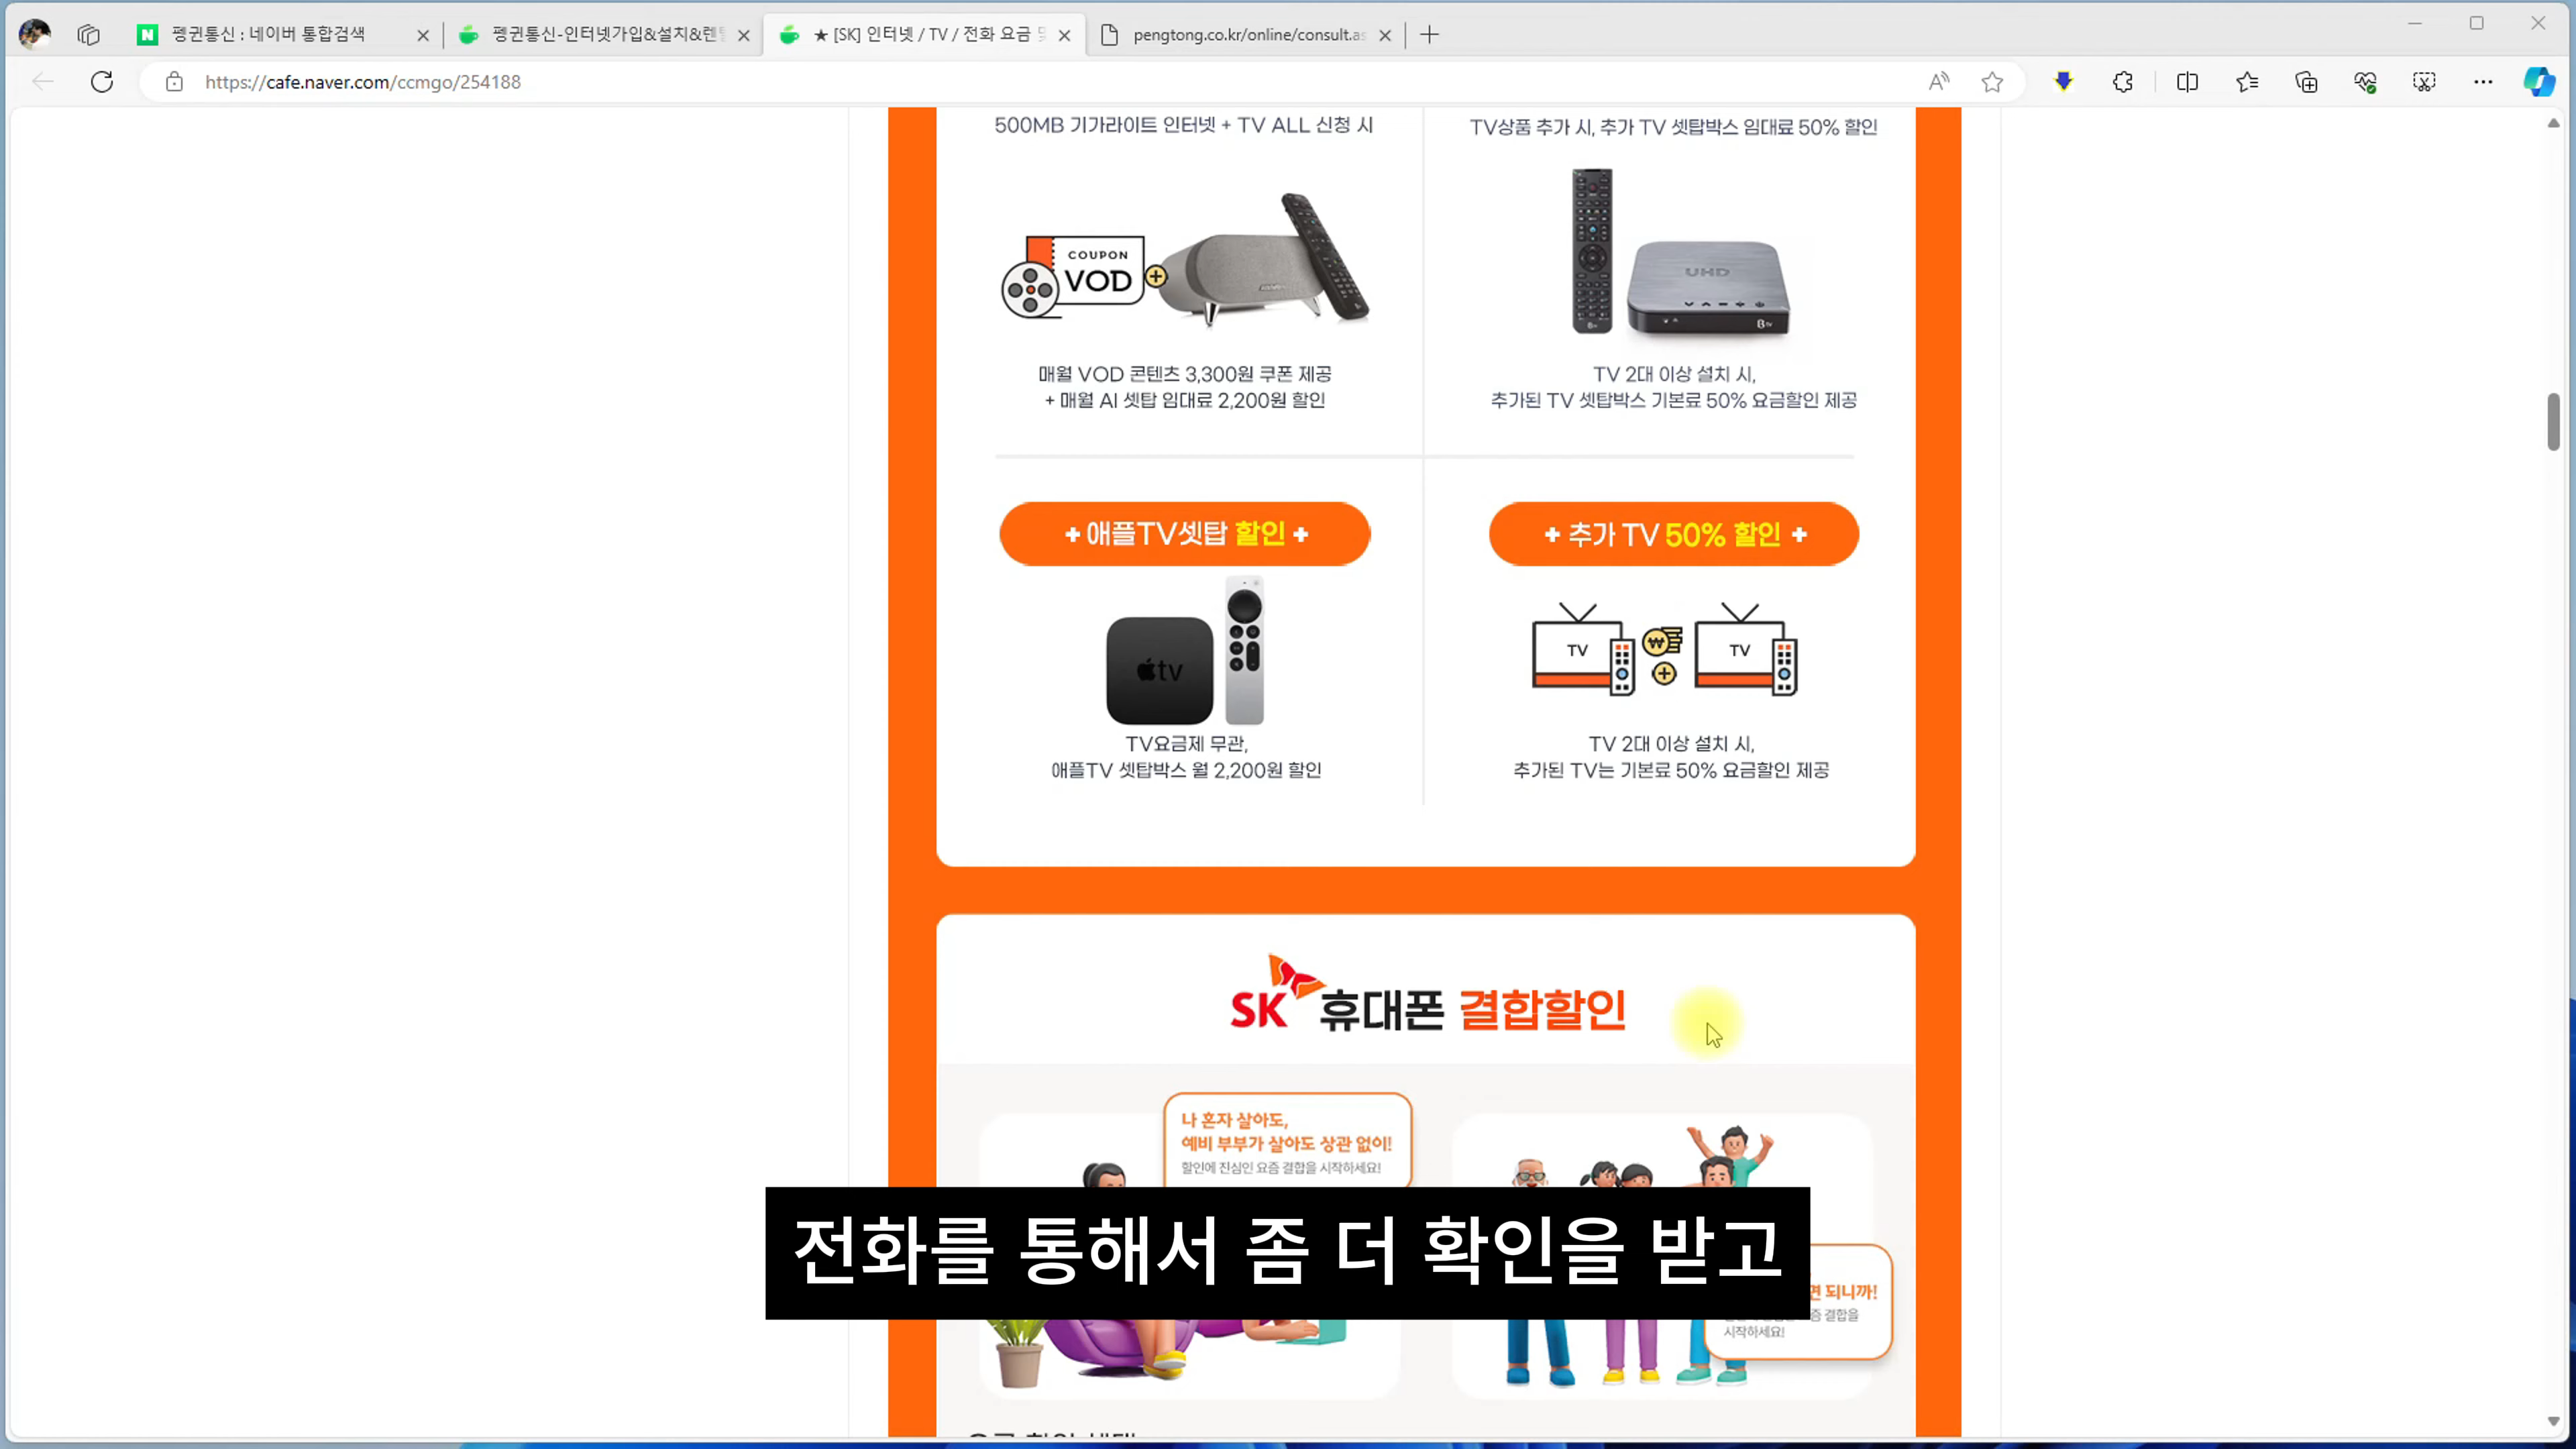 펭귄통신 : 네이버 통합검색
펭귄통신-인터넷가입&설치&렌탈
★ [SK] 인터넷 / TV / 전화 요금 및
pengtong.co.kr/online/consult.as
https://cafe.naver.com/ccmgo/254188
500MB 기가라이트 인터넷 + TV ALL 신청 시
TV상품 추가 시, 추가 TV 셋탑박스 임대료 50% 할인
COUPON
VOD
UHD
B tv
매월 VOD 콘텐츠 3,300원 쿠폰 제공
+ 매월 AI 셋탑 임대료 2,200원 할인
TV 2대 이상 설치 시,
추가된 TV 셋탑박스 기본료 50% 요금할인 제공
+ 애플TV셋탑 할인 +
+ 추가 TV 50% 할인 +
tv
TV
TV
TV요금제 무관,
애플TV 셋탑박스 월 2,200원 할인
TV 2대 이상 설치 시,
추가된 TV는 기본료 50% 요금할인 제공
SK 휴대폰 결합할인
나 혼자 살아도,
예비 부부가 살아도 상관 없이!
할인에 진심인 요즘 결합을 시작하세요!
전화를 통해서 좀 더 확인을 받고
면 되니까!
즘 결합을
시작하세요!